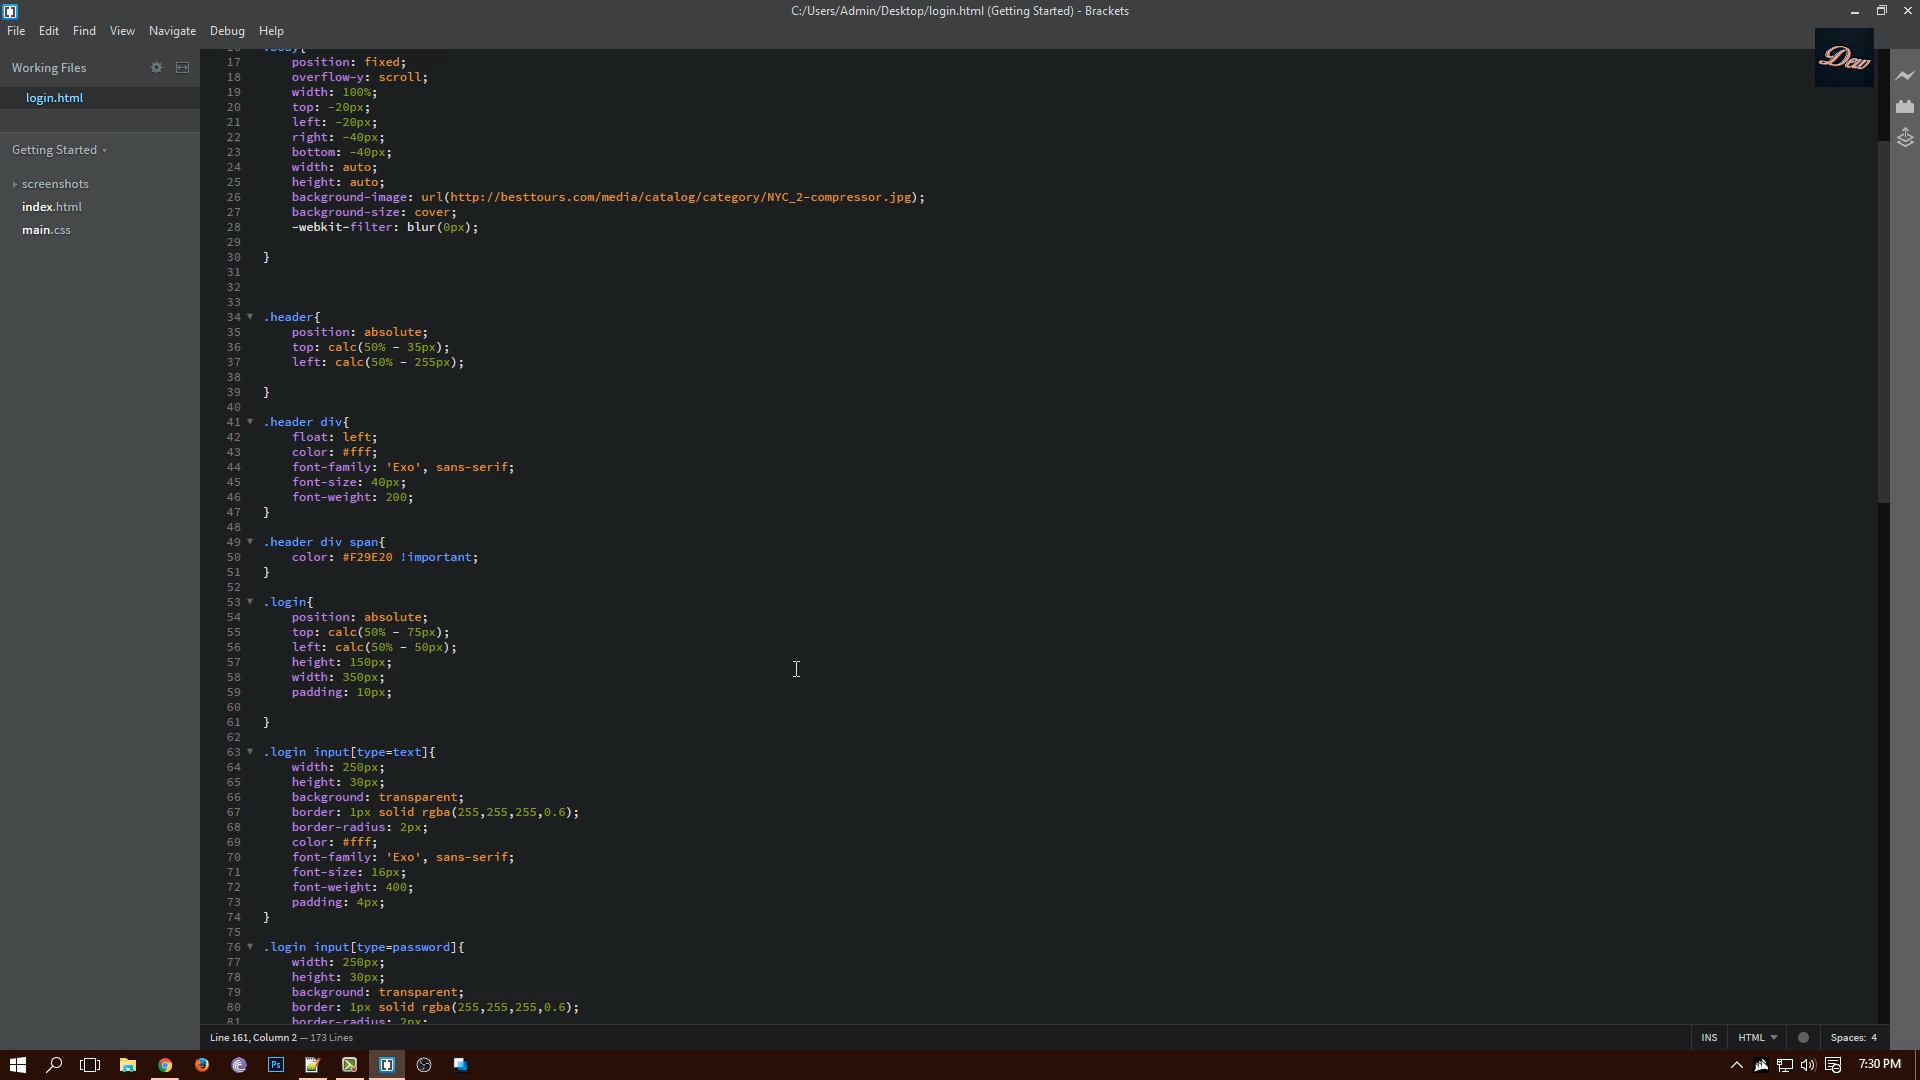 C:/Users/Admin/Desktop/login.html (Getting Started) - Brackets
File Edit Find View Navigate Debug Help
Dew
Working Files
login.html
Getting Started
screenshots
index.html
main.css
16 .body{
17 position: fixed;
18 overflow-y: scroll;
19 width: 100%;
20 top: -20px;
21 left: -20px;
22 right: -40px;
23 bottom: -40px;
24 width: auto;
25 height: auto;
26 background-image: url(http://besttours.com/media/catalog/category/NYC_2-compressor.jpg);
27 background-size: cover;
28 -webkit-filter: blur(0px);
29
30 }
31
32
33
34 .header{
35 position: absolute;
36 top: calc(50% - 35px);
37 left: calc(50% - 255px);
38
39 }
40
41 .header div{
42 float: left;
43 color: #fff;
44 font-family: 'Exo', sans-serif;
45 font-size: 40px;
46 font-weight: 200;
47 }
48
49 .header div span{
50 color: #F29E20 !important;
51 }
52
53 .login{
54 position: absolute;
55 top: calc(50% - 75px);
56 left: calc(50% - 50px);
57 height: 150px;
58 width: 350px;
59 padding: 10px;
60
61 }
62
63 .login input[type=text]{
64 width: 250px;
65 height: 30px;
66 background: transparent;
67 border: 1px solid rgba(255,255,255,0.6);
68 border-radius: 2px;
69 color: #fff;
70 font-family: 'Exo', sans-serif;
71 font-size: 16px;
72 font-weight: 400;
73 padding: 4px;
74 }
75
76 .login input[type=password]{
77 width: 250px;
78 height: 30px;
79 background: transparent;
80 border: 1px solid rgba(255,255,255,0.6);
81 border-radius: 2px;
Line 161, Column 2 — 173 Lines
INS HTML Spaces: 4
Ps
7:30 PM